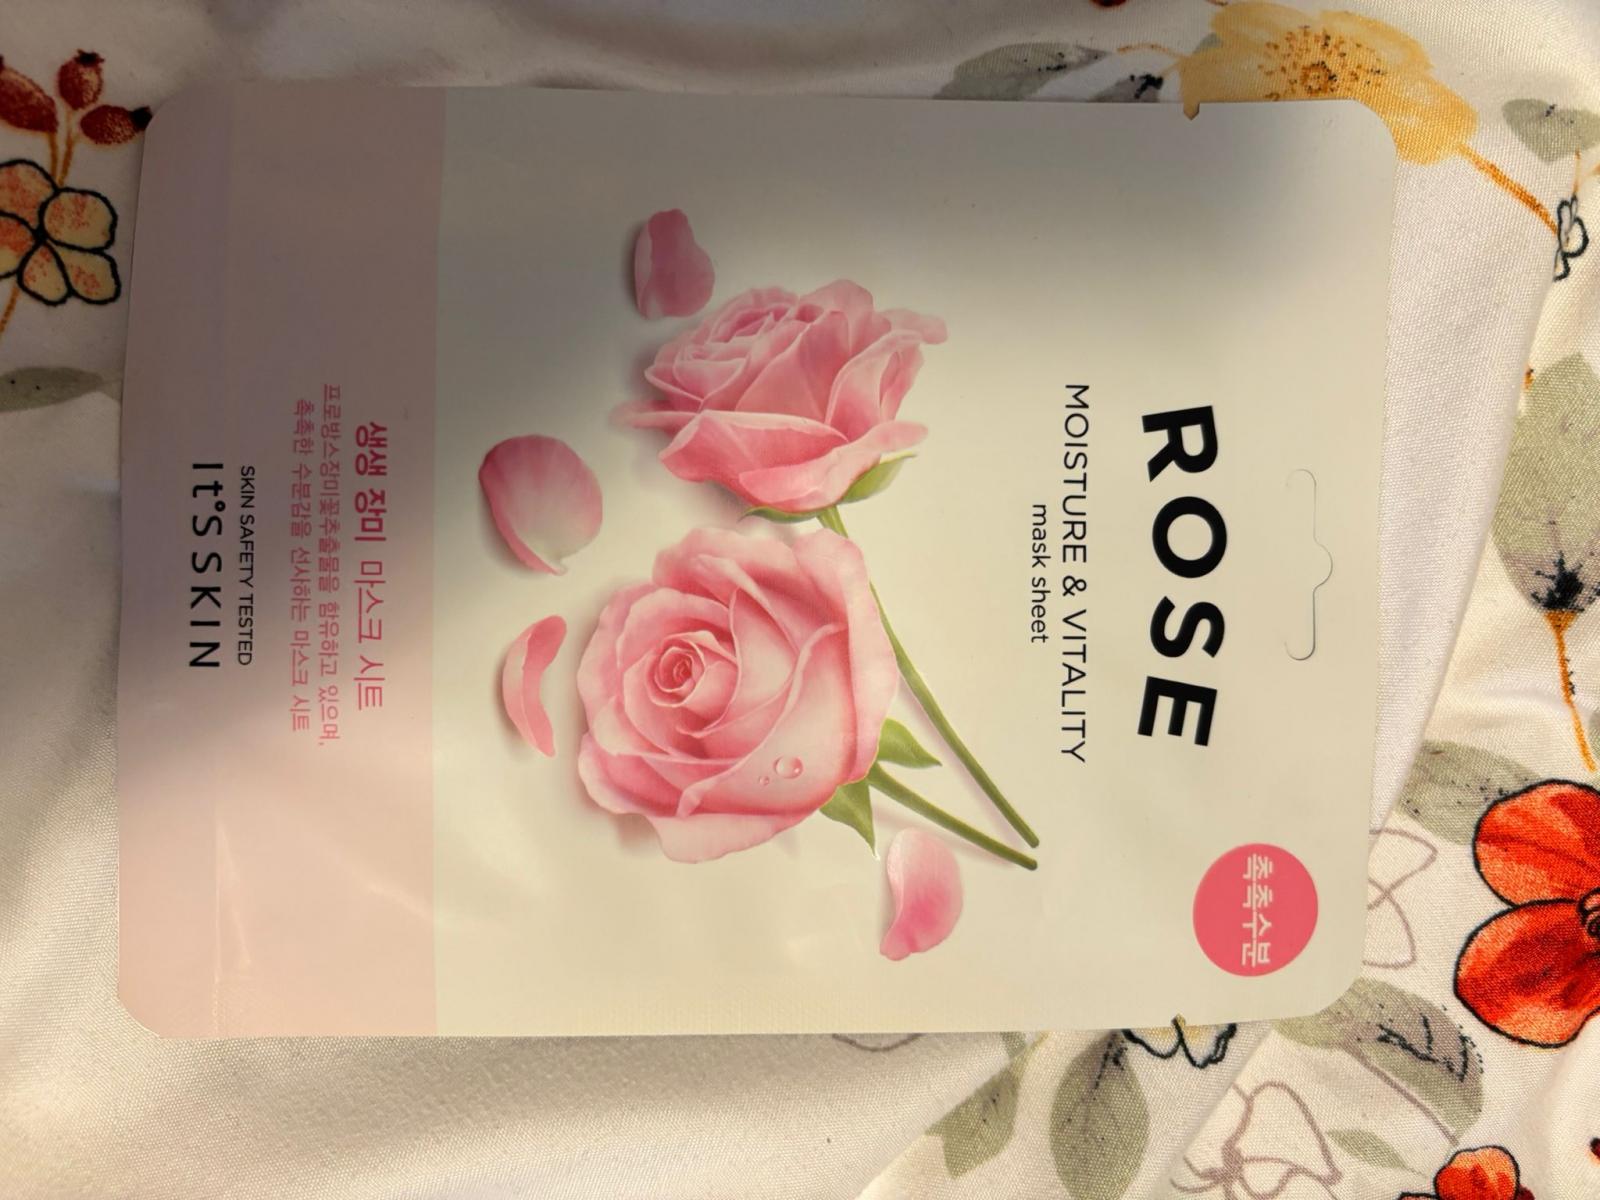 ROSE
촉촉수분
MOISTURE & VITALITY
mask sheet
생생 장미 마스크 시트
프로방스장미꽃추출물을 함유하고 있으며,
촉촉한 수분감을 선사하는 마스크 시트
SKIN SAFETY TESTED
It'S SKIN